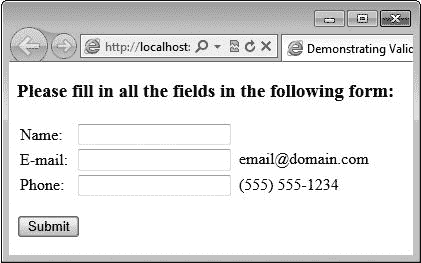 http://localhost:
Demonstrating Valid
Please fill in all the fields in the following form:
Name:
E-mail: email@domain.com
Phone: (555) 555-1234
Submit